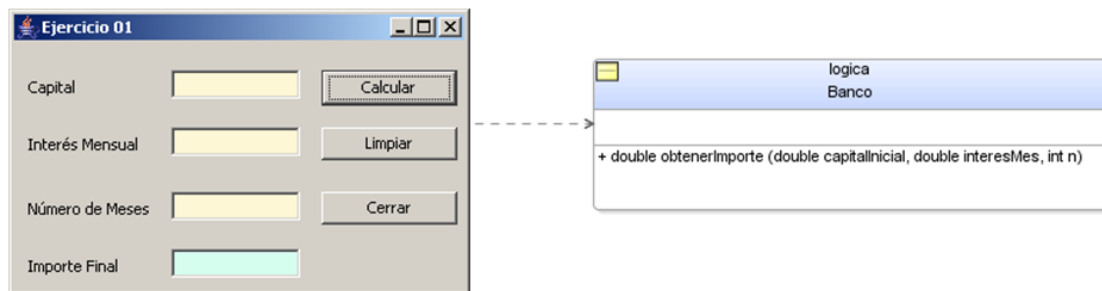 Ejercicio 01
Capital
Calcular
Interés Mensual
Limpiar
Número de Meses
Cerrar
Importe Final
logica
Banco
+ double obtenerImporte (double capitalInicial, double interesMes, int n)